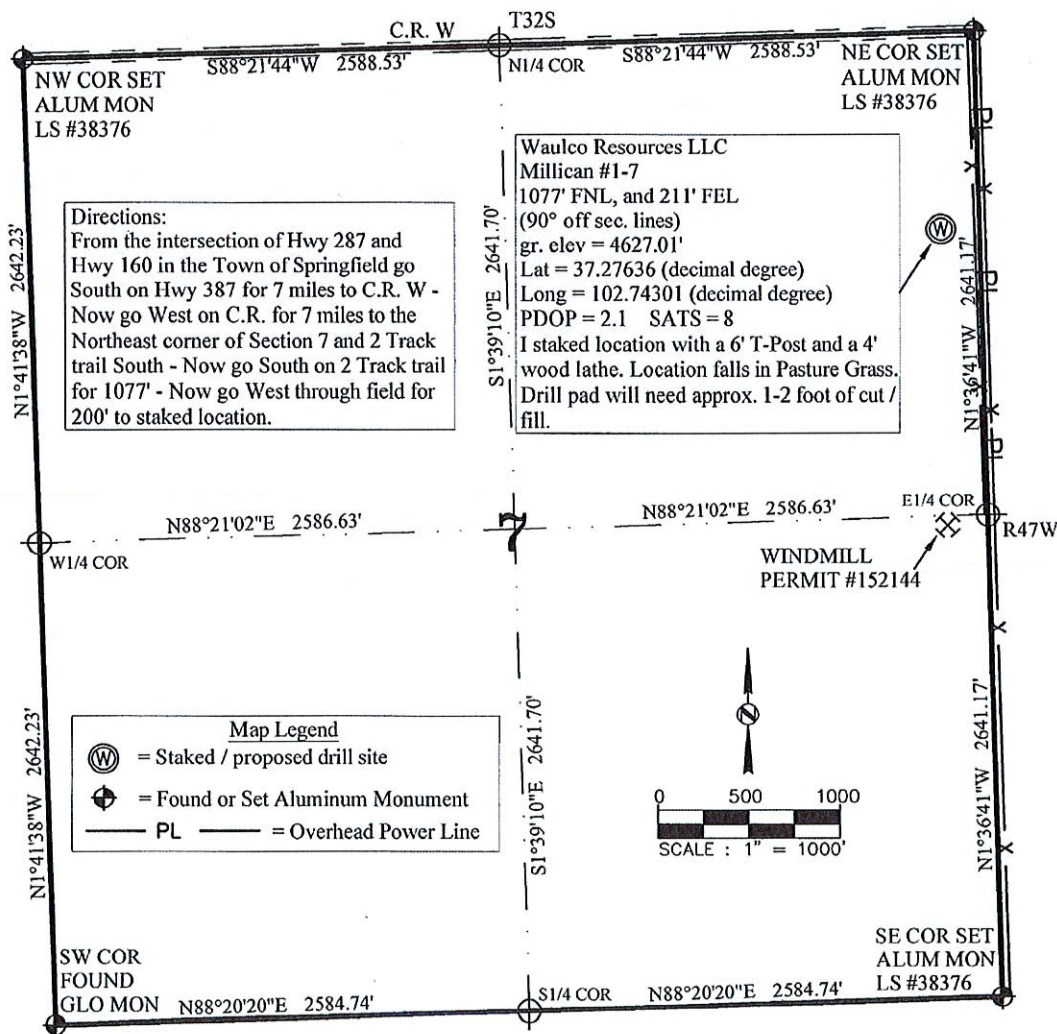 T32S
C.R. W
S88°21'44"W 2588.53'
N1/4 COR
S88°21'44"W 2588.53'
NW COR SET
ALUM MON
LS #38376
NE COR SET
ALUM MON
LS #38376
Directions:
From the intersection of Hwy 287 and
Hwy 160 in the Town of Springfield go
South on Hwy 387 for 7 miles to C.R. W -
Now go West on C.R. for 7 miles to the
Northeast corner of Section 7 and 2 Track
trail South - Now go South on 2 Track trail
for 1077' - Now go West through field for
200' to staked location.
Waulco Resources LLC
Millican #1-7
1077' FNL, and 211' FEL
(90° off sec. lines)
gr. elev = 4627.01'
Lat = 37.27636 (decimal degree)
Long = 102.74301 (decimal degree)
PDOP = 2.1 SATS = 8
I staked location with a 6' T-Post and a 4'
wood lathe. Location falls in Pasture Grass.
Drill pad will need approx. 1-2 foot of cut /
fill.
N1°41'38"W 2642.23'
S1°39'10"E 2641.70'
N1°36'41"W 2641.17'
PL
X
X
W
PL
X
PL
N88°21'02"E 2586.63'
7
N88°21'02"E 2586.63'
E1/4 COR
R47W
W1/4 COR
WINDMILL
PERMIT #152144
X
N1°41'38"W 2642.23'
S1°39'10"E 2641.70'
N1°36'41"W 2641.17'
X
Map Legend
W = Staked / proposed drill site
= Found or Set Aluminum Monument
PL = Overhead Power Line
N
0 500 1000
SCALE : 1" = 1000'
SW COR
FOUND
GLO MON
N88°20'20"E 2584.74'
S1/4 COR
N88°20'20"E 2584.74'
SE COR SET
ALUM MON
LS #38376